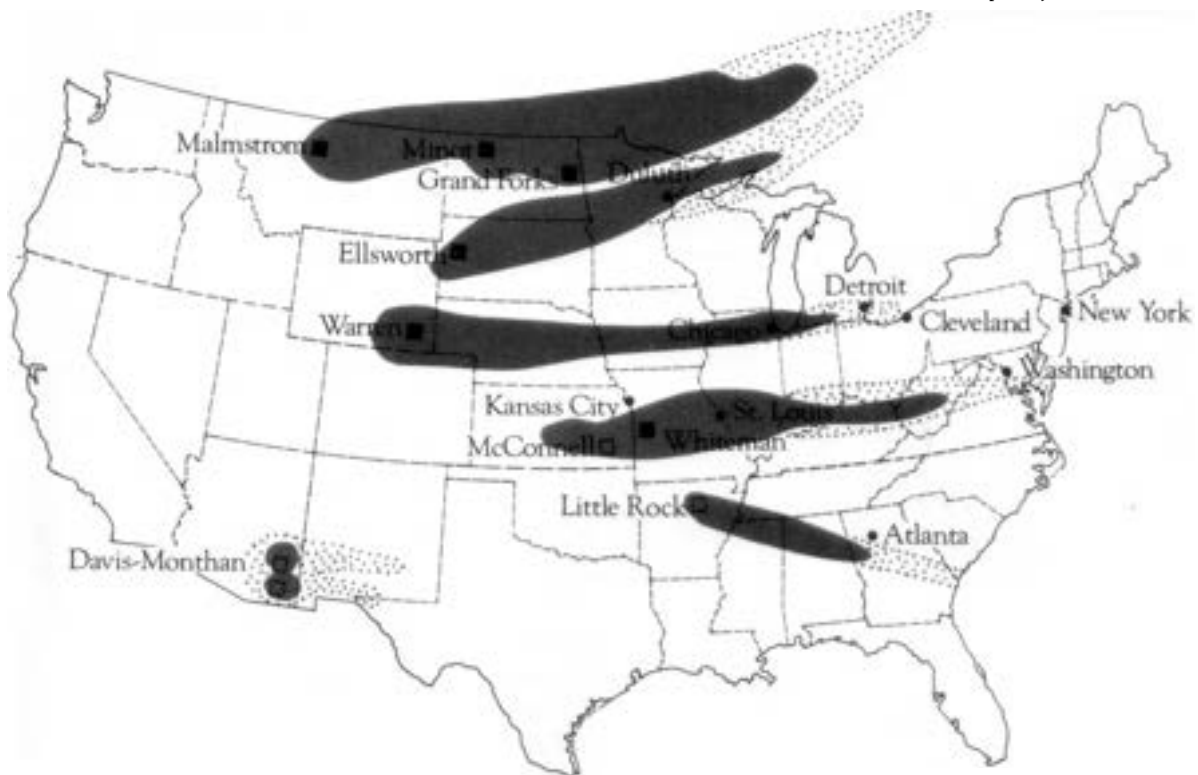 Malmstrom
Minot
Grand Forks
Duluth
Ellsworth
Detroit
Warren
Chicago
Cleveland
New York
Washington
Kansas City
St. Louis
McConnell
Whiteman
Little Rock
Atlanta
Davis-Monthan